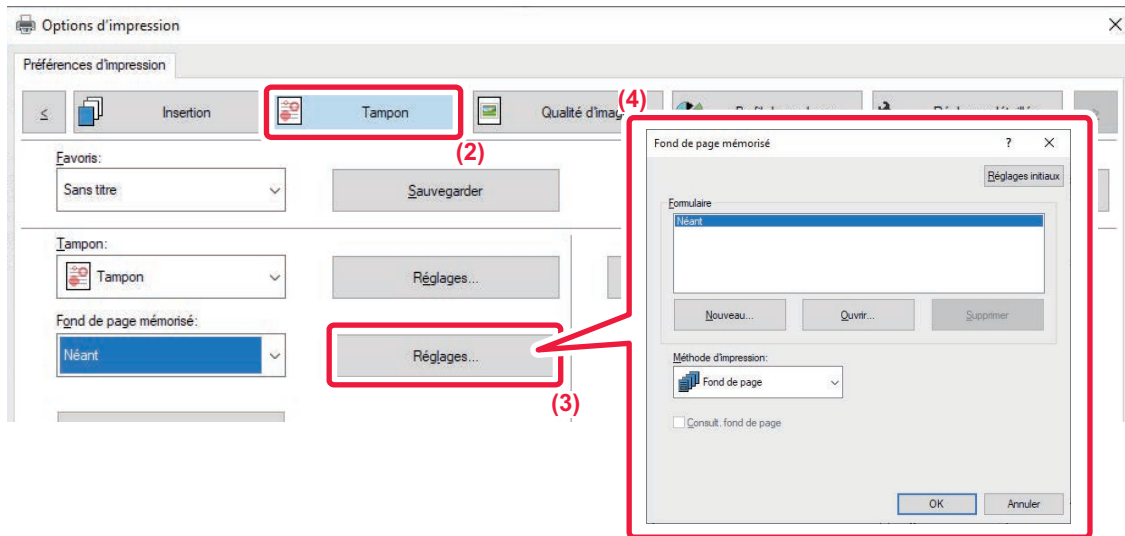 Options d'impression
Préférences d'impression
<
Insertion
Tampon
Qualité d'imag
(4)
(2)
Favoris:
Sans titre
Sauvegarder
Tampon:
Tampon
Réglages...
Fond de page mémorisé:
Néant
Réglages...
(3)
Fond de page mémorisé
?
Réglages initiaux
Formulaire
Néant
Nouveau...
Ouvrir...
Supprimer
Méthode d'impression:
Fond de page
Consult. fond de page
OK
Annuler